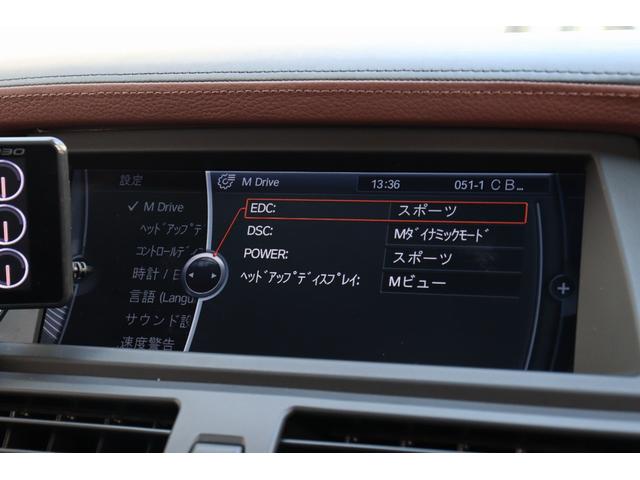 030
設定
M Drive
13:36
051-1 C B...
✓ M Drive
ヘッドアップデ
コントロールデ
時計 / E
言語 (Langu
サウンド設
速度警告
EDC: スポーツ
DSC: Mダイナミックモード
POWER: スポーツ
ヘッドアップディスプレイ: Mビュー